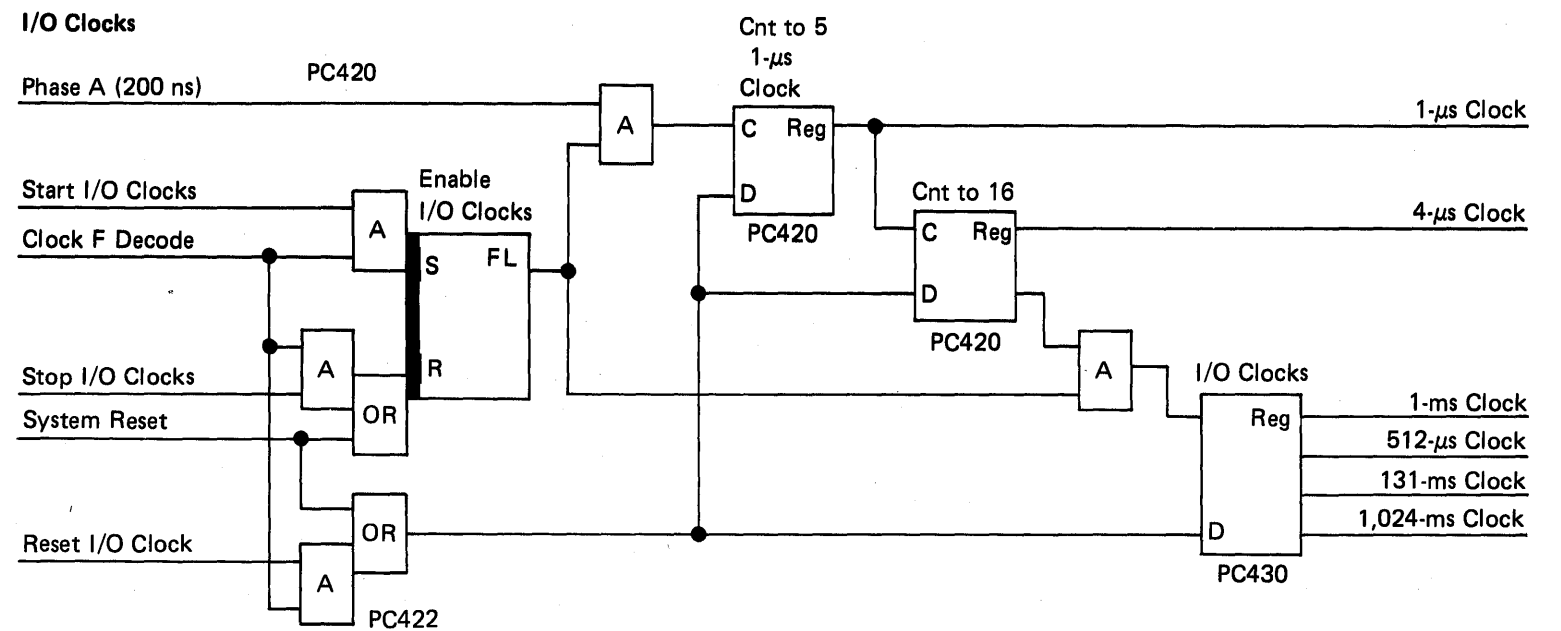 I/O Clocks
Cnt to 5
1-μs
Clock
PC420
Phase A (200 ns)
A
C Reg
D
PC420
1-μs Clock
Start I/O Clocks
Clock F Decode
A
Enable
I/O Clocks
S FL
R
Cnt to 16
C Reg
D
PC420
4-μs Clock
Stop I/O Clocks
System Reset
A
OR
A
I/O Clocks
Reg
D
PC430
1-ms Clock
512-μs Clock
131-ms Clock
1,024-ms Clock
Reset I/O Clock
OR
A
PC422